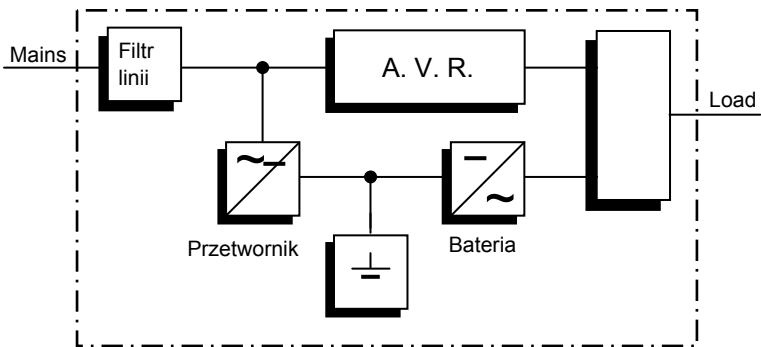 Mains
Filtr
linii
A. V. R.
Load
Przetwornik
Bateria